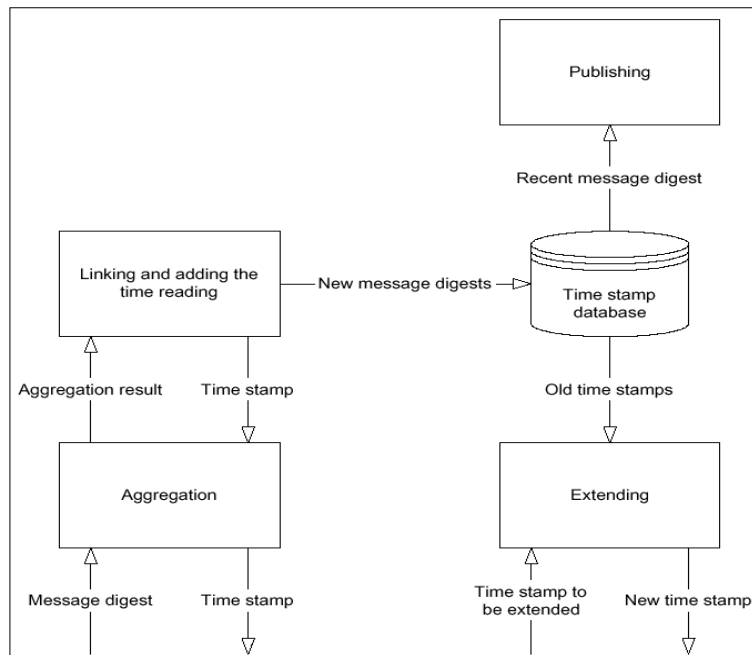 Publishing
Recent message digest
Linking and adding the
time reading
New message digests
Time stamp
database
Aggregation result
Time stamp
Old time stamps
Aggregation
Extending
Message digest
Time stamp
Time stamp to
be extended
New time stamp